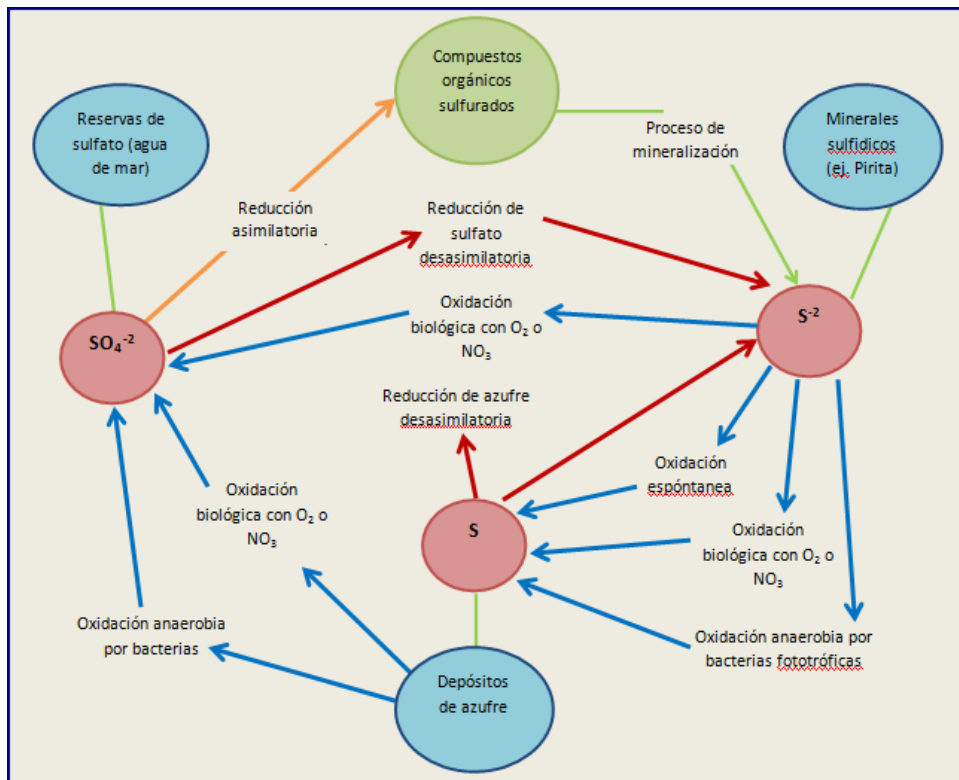 Compuestos
orgánicos
sulfurados
Reservas de
sulfato (agua
de mar)
Proceso de
mineralización
Minerales
sulfidicos
(ej. Pirita)
Reducción
asimilatoria
Reducción de
sulfato
desasimilatoria
SO₄⁻²
Oxidación
biológica con O₂ o
NO₃
S⁻²
Reducción de azufre
desasimilatoria
Oxidación
espóntanea
Oxidación
biológica con O₂ o
NO₃
S
Oxidación
biológica con O₂ o
NO₃
Oxidación anaerobia
por bacterias
Oxidación anaerobia por
bacterias fototróficas
Depósitos
de azufre